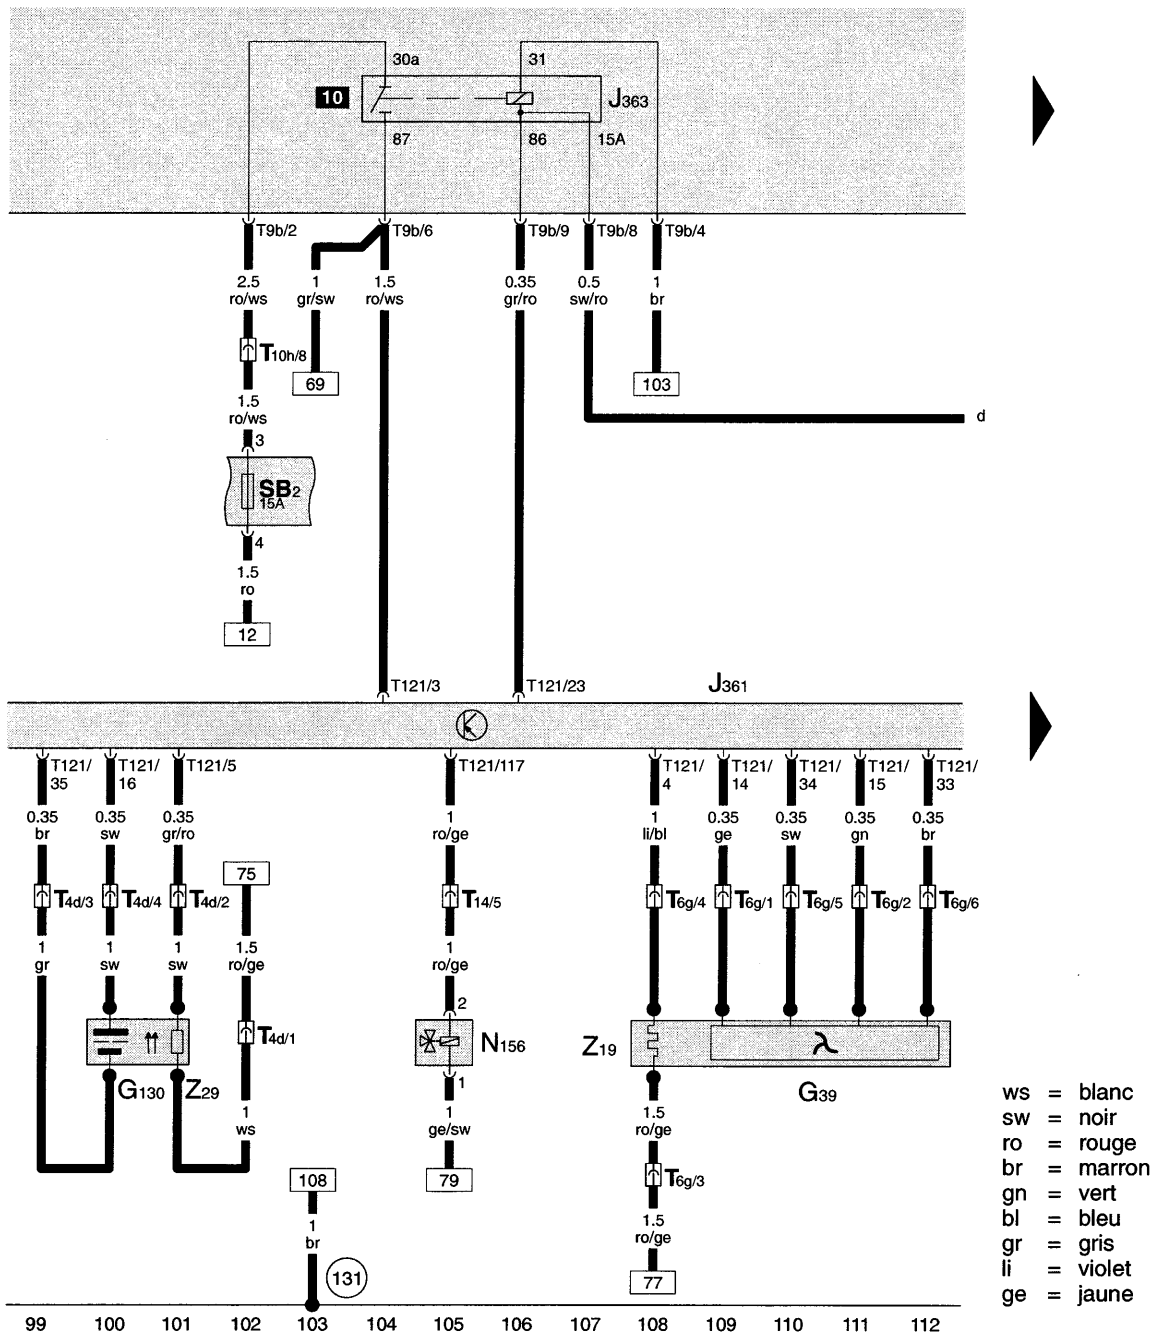 30a 31
10 J363
87 86 15A
T9b/2 T9b/6 T9b/9 T9b/8 T9b/4
2.5 1 1.5 0.35 0.5 1
ro/ws gr/sw ro/ws gr/ro sw/ro br
T10h/8
69 103
1.5
ro/ws
d
3
SB2
15A
4
1.5
ro
12
T121/3 T121/23 J361
T121/35 T121/16 T121/5 T121/117 T121/4 T121/14 T121/34 T121/15 T121/33
0.35 0.35 0.35 1 1 0.35 0.35 0.35 0.35
br sw gr/ro ro/ge li/bl ge sw gn br
75
T4d/3 T4d/4 T4d/2 T14/5 T6g/4 T6g/1 T6g/5 T6g/2 T6g/6
1 1 1 1.5 1
gr sw sw ro/ge ro/ge
2
T4d/1 N156 Z19
G130 Z29 1 G39
1 1 1.5
ws ge/sw ro/ge
108 79 T6g/3
1 1.5
br ro/ge
131 77
ws = blanc
sw = noir
ro = rouge
br = marron
gn = vert
bl = bleu
gr = gris
li = violet
ge = jaune
99 100 101 102 103 104 105 106 107 108 109 110 111 112